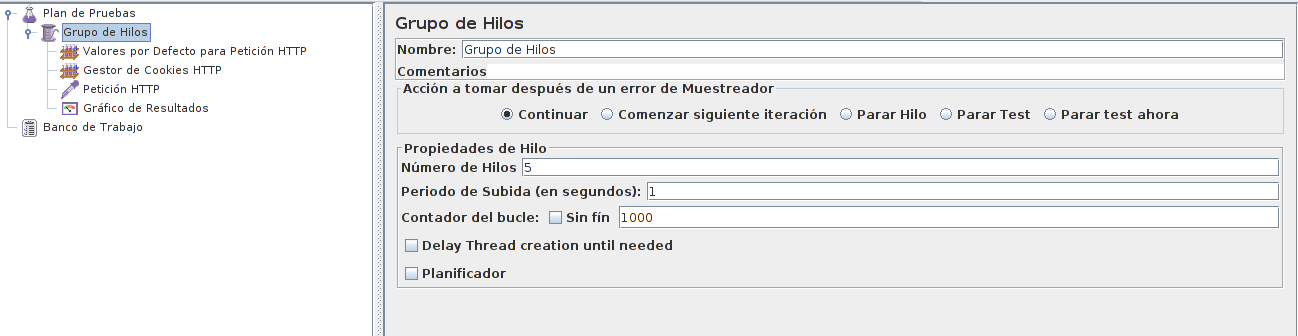 Plan de Pruebas
Grupo de Hilos
Valores por Defecto para Petición HTTP
Gestor de Cookies HTTP
Petición HTTP
Gráfico de Resultados
Banco de Trabajo
Grupo de Hilos
Nombre: Grupo de Hilos
Comentarios
Acción a tomar después de un error de Muestreador
Continuar Comenzar siguiente iteración Parar Hilo Parar Test Parar test ahora
Propiedades de Hilo
Número de Hilos 5
Periodo de Subida (en segundos): 1
Contador del bucle: Sin fín 1000
Delay Thread creation until needed
Planificador